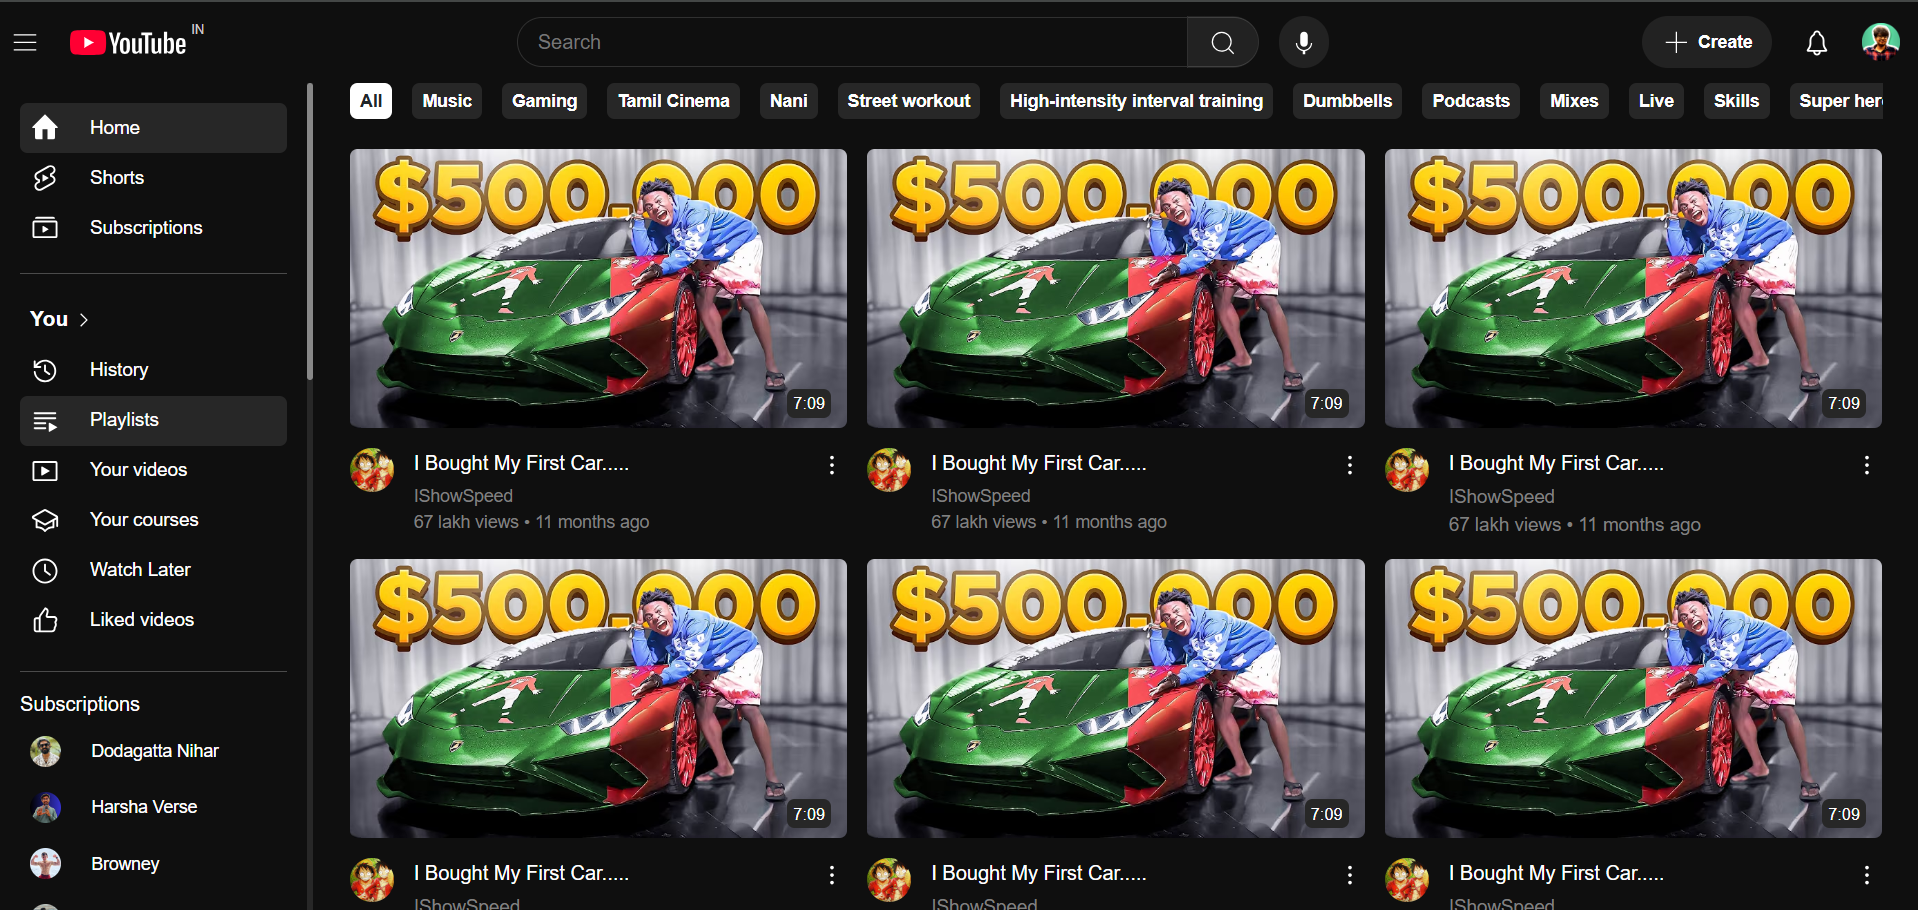 YouTube IN
Search
Create
Home
Shorts
Subscriptions
You
History
Playlists
Your videos
Your courses
Watch Later
Liked videos
Subscriptions
Dodagatta Nihar
Harsha Verse
Browney
All Music Gaming Tamil Cinema Nani Street workout High-intensity interval training Dumbbells Podcasts Mixes Live Skills Super her
$500,000
7:09
I Bought My First Car.....
IShowSpeed
67 lakh views • 11 months ago
$500,000
7:09
I Bought My First Car.....
IShowSpeed
67 lakh views • 11 months ago
$500,000
7:09
I Bought My First Car.....
IShowSpeed
67 lakh views • 11 months ago
$500,000
7:09
I Bought My First Car.....
IShowSpeed
$500,000
7:09
I Bought My First Car.....
IShowSpeed
$500,000
7:09
I Bought My First Car.....
IShowSpeed